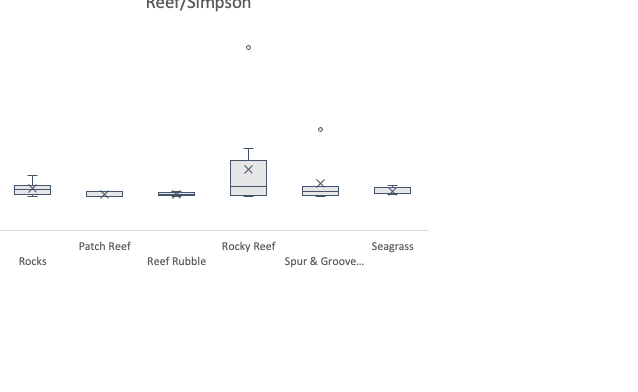 Reef/Simpson
Patch Reef
Rocky Reef
Seagrass
Rocks
Reef Rubble
Spur & Groove...